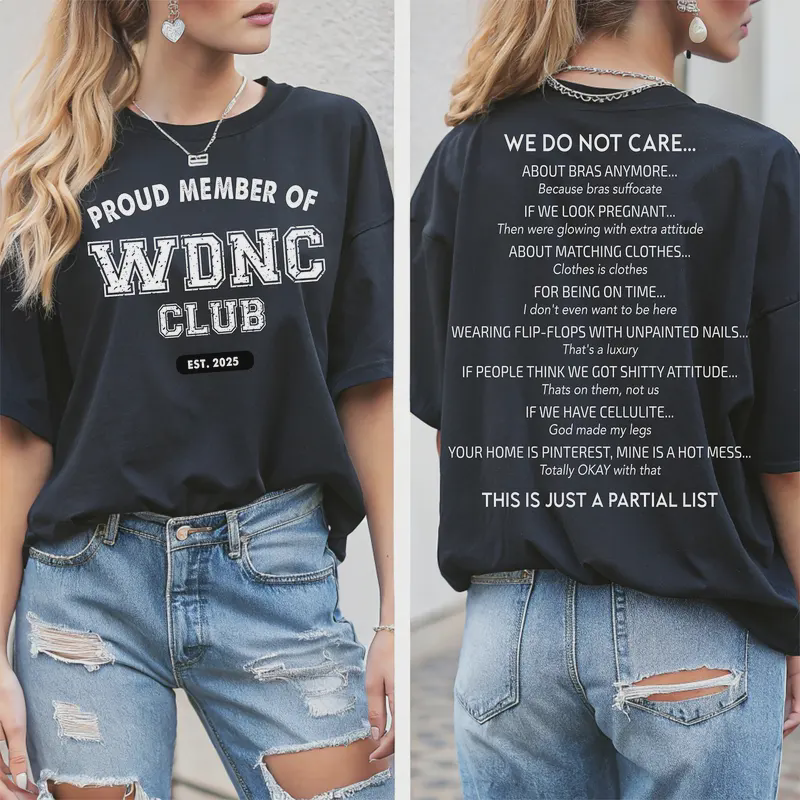 PROUD MEMBER OF
WDNC
CLUB
EST. 2025
WE DO NOT CARE...
ABOUT BRAS ANYMORE...
Because bras suffocate
IF WE LOOK PREGNANT...
Then were glowing with extra attitude
ABOUT MATCHING CLOTHES...
Clothes is clothes
FOR BEING ON TIME...
I don't even want to be here
WEARING FLIP-FLOPS WITH UNPAINTED NAILS...
That's a luxury
IF PEOPLE THINK WE GOT SHITTY ATTITUDE...
Thats on them, not us
IF WE HAVE CELLULITE...
God made my legs
YOUR HOME IS PINTEREST, MINE IS A HOT MESS...
Totally OKAY with that
THIS IS JUST A PARTIAL LIST